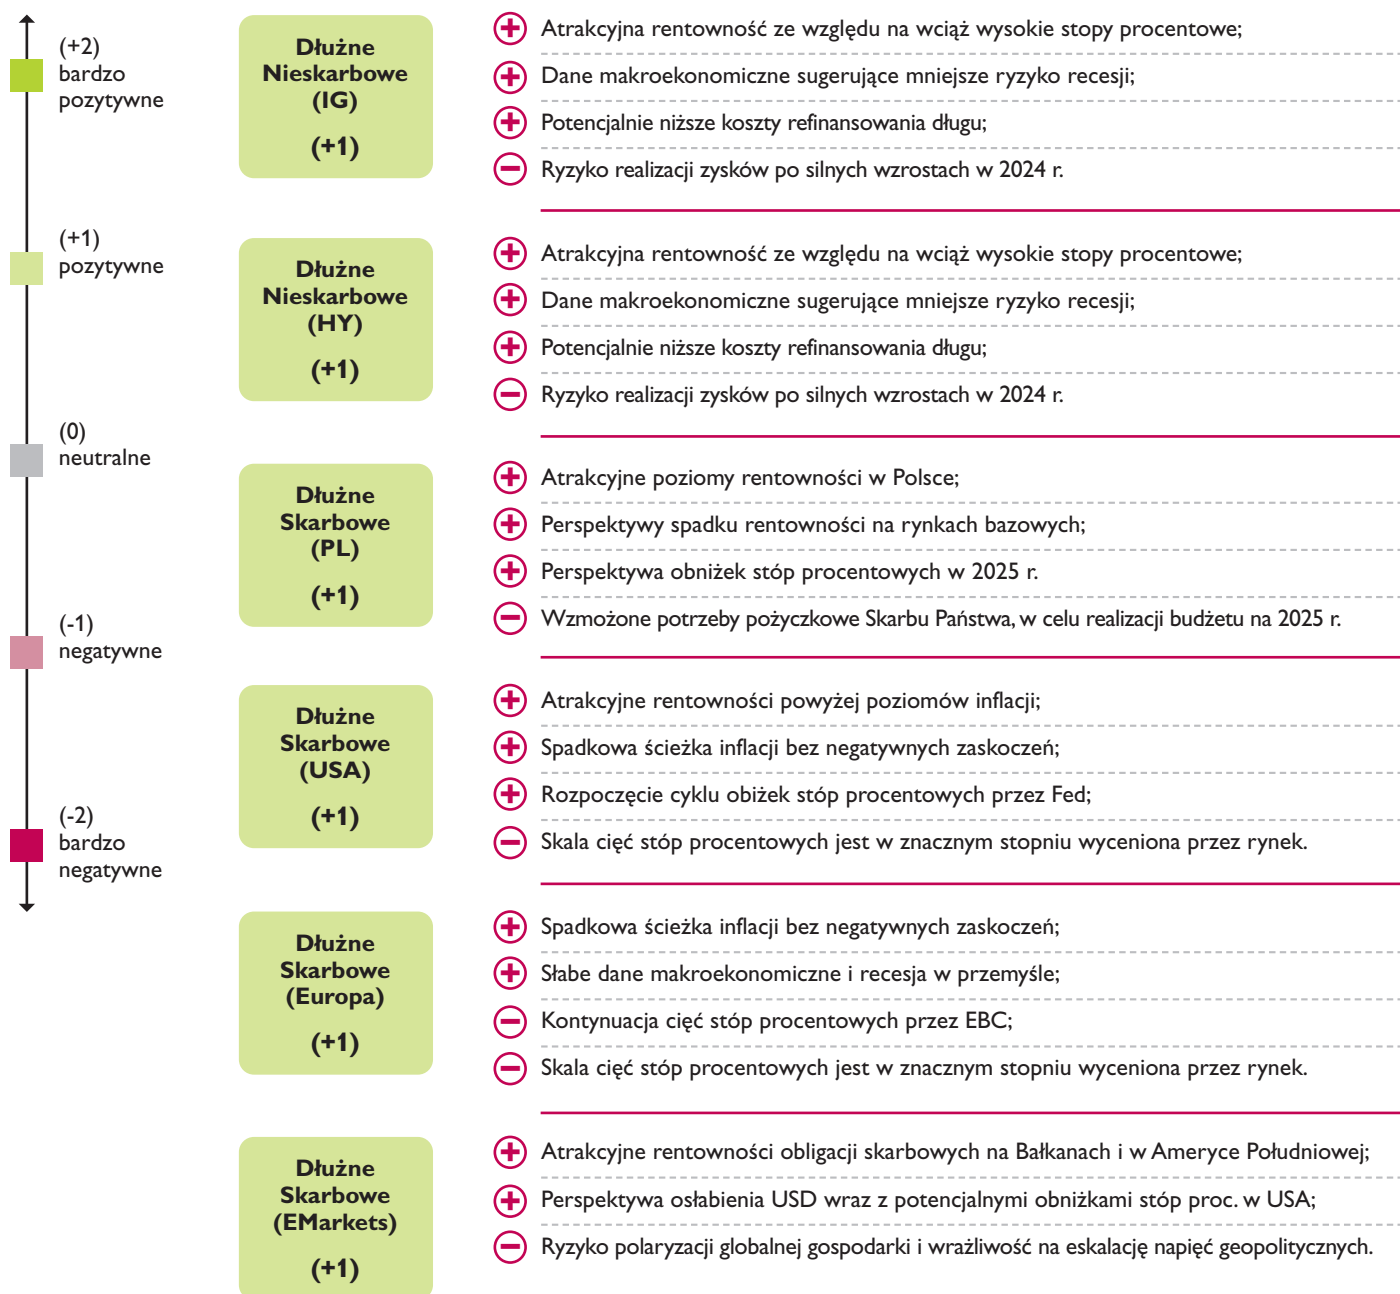 (+2)
bardzo
pozytywne
(+1)
pozytywne
(0)
neutralne
(-1)
negatywne
(-2)
bardzo
negatywne
Dłużne
Nieskarbowe
(IG)
(+1)
Atrakcyjna rentowność ze względu na wciąż wysokie stopy procentowe;
Dane makroekonomiczne sugerujące mniejsze ryzyko recesji;
Potencjalnie niższe koszty refinansowania długu;
Ryzyko realizacji zysków po silnych wzrostach w 2024 r.
Dłużne
Nieskarbowe
(HY)
(+1)
Atrakcyjna rentowność ze względu na wciąż wysokie stopy procentowe;
Dane makroekonomiczne sugerujące mniejsze ryzyko recesji;
Potencjalnie niższe koszty refinansowania długu;
Ryzyko realizacji zysków po silnych wzrostach w 2024 r.
Dłużne
Skarbowe
(PL)
(+1)
Atrakcyjne poziomy rentowności w Polsce;
Perspektywy spadku rentowności na rynkach bazowych;
Perspektywa obniżek stóp procentowych w 2025 r.
Wzmożone potrzeby pożyczkowe Skarbu Państwa, w celu realizacji budżetu na 2025 r.
Dłużne
Skarbowe
(USA)
(+1)
Atrakcyjne rentowności powyżej poziomów inflacji;
Spadkowa ścieżka inflacji bez negatywnych zaskoczeń;
Rozpoczęcie cyklu obiżek stóp procentowych przez Fed;
Skala cięć stóp procentowych jest w znacznym stopniu wyceniona przez rynek.
Dłużne
Skarbowe
(Europa)
(+1)
Spadkowa ścieżka inflacji bez negatywnych zaskoczeń;
Słabe dane makroekonomiczne i recesja w przemyśle;
Kontynuacja cięć stóp procentowych przez EBC;
Skala cięć stóp procentowych jest w znacznym stopniu wyceniona przez rynek.
Dłużne
Skarbowe
(EMarkets)
(+1)
Atrakcyjne rentowności obligacji skarbowych na Bałkanach i w Ameryce Południowej;
Perspektywa osłabienia USD wraz z potencjalnymi obniżkami stóp proc. w USA;
Ryzyko polaryzacji globalnej gospodarki i wrażliwość na eskalację napięć geopolitycznych.